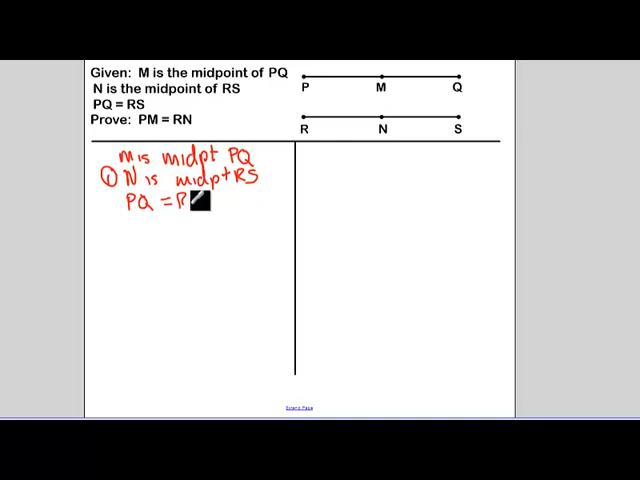 Given: M is the midpoint of PQ
N is the midpoint of RS
PQ = RS
Prove: PM = RN
P M Q
R N S
m is midpt PQ
① N is midpt RS
PQ =
Extend Page